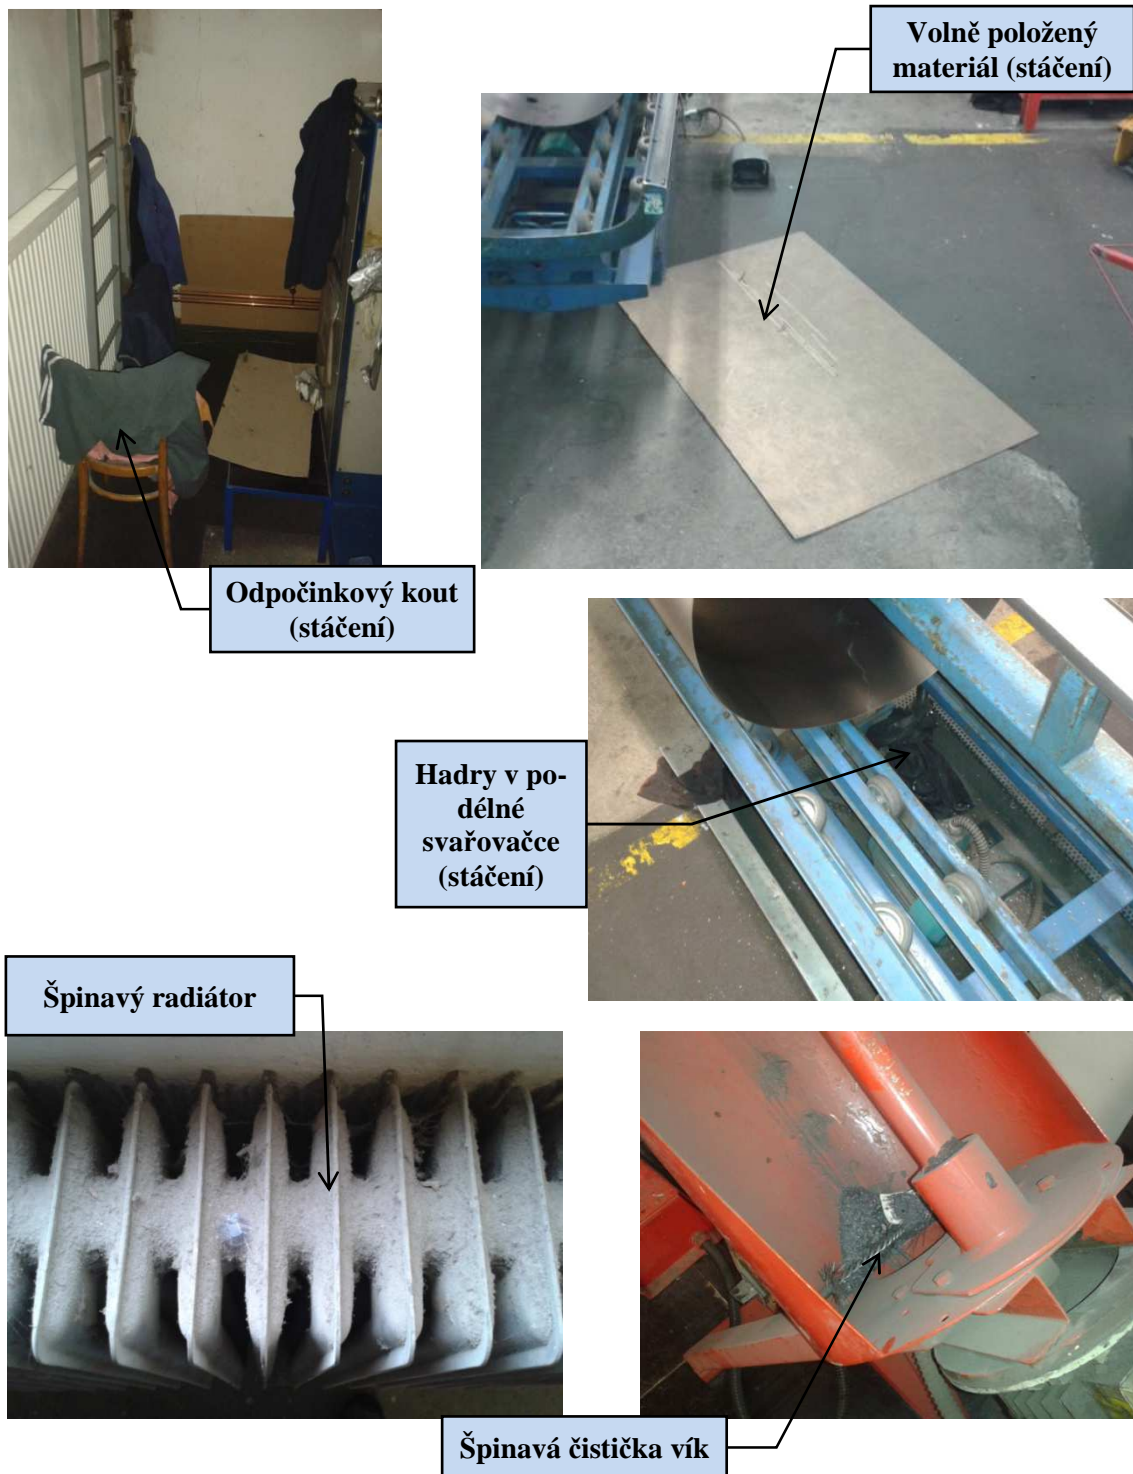 Volně položený
materiál (stáčení)
Odpočinkový kout
(stáčení)
Hadry v po-
délné
svařovačce
(stáčení)
Špinavý radiátor
Špinavá čistička vík